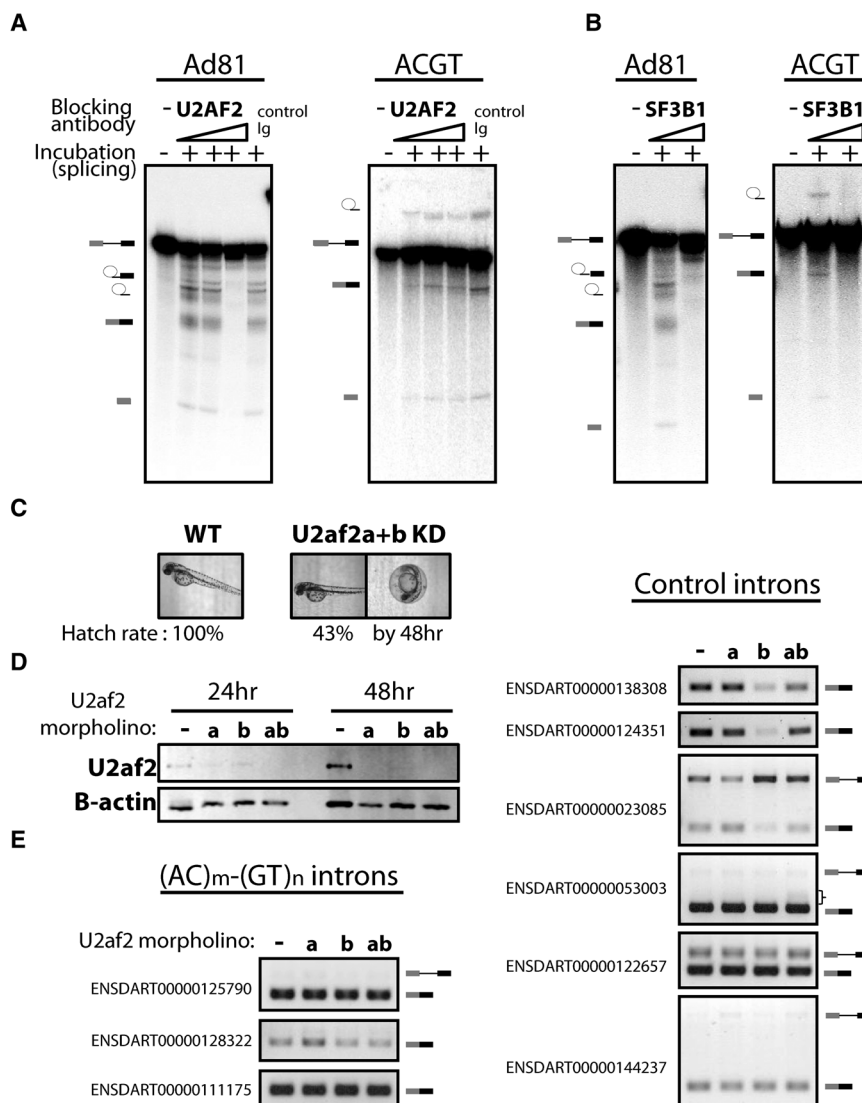 A
Ad81
ACGT
Blocking antibody
- U2AF2 control Ig
- U2AF2 control Ig
Incubation (splicing)
- + + + +
- + + + +
B
Ad81
ACGT
- SF3B1
- SF3B1
- + +
- + +
C
WT
U2af2a+b KD
Hatch rate : 100%
43% by 48hr
D
24hr
48hr
U2af2 morpholino:
- a b ab
- a b ab
U2af2
B-actin
E
(AC)m-(GT)n introns
U2af2 morpholino:
- a b ab
ENSDART00000125790
ENSDART00000128322
ENSDART00000111175
Control introns
- a b ab
ENSDART00000138308
ENSDART00000124351
ENSDART00000023085
ENSDART00000053003
ENSDART00000122657
ENSDART00000144237